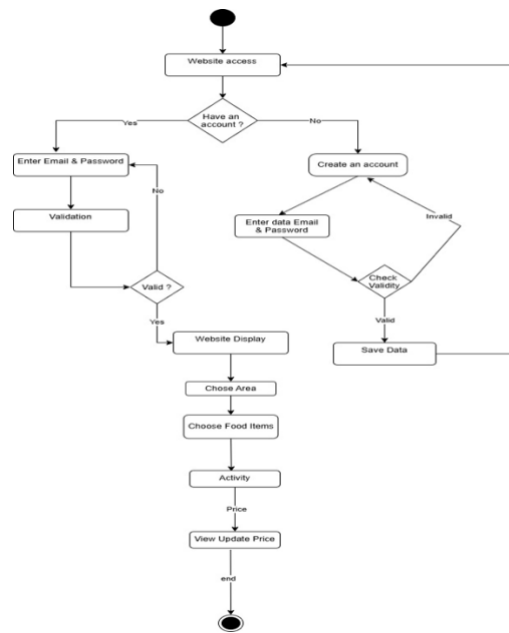 Website access
Have an
account ?
Yes
No
Enter Email & Password
Create an account
No
Validation
Enter data Email
& Password
Invalid
Check
Validity
Valid ?
Yes
Valid
Website Display
Save Data
Chose Area
Choose Food Items
Activity
Price
View Update Price
end